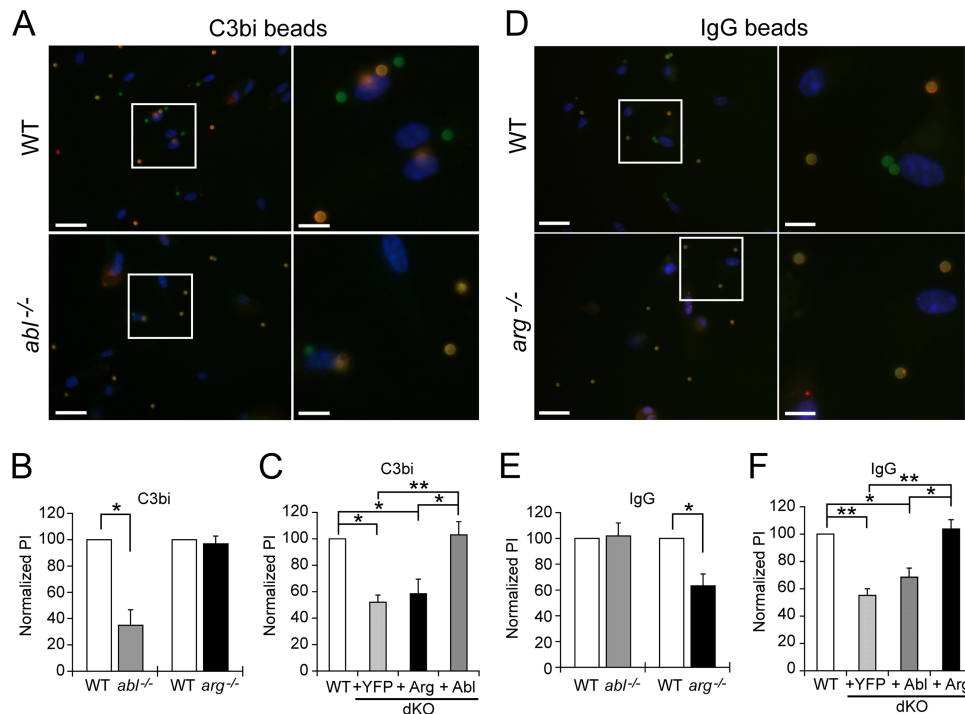 A
C3bi beads
WT
abl -/-
D
IgG beads
WT
arg -/-
B
C3bi
*
Normalized PI
120
100
80
60
40
20
0
WT abl-/- WT arg-/-
C
C3bi
**
*
*
*
Normalized PI
120
100
80
60
40
20
0
WT +YFP + Arg + Abl
dKO
E
IgG
*
Normalized PI
120
100
80
60
40
20
0
WT abl-/- WT arg-/-
F
IgG
**
*
*
**
Normalized PI
120
100
80
60
40
20
0
WT +YFP + Abl + Arg
dKO